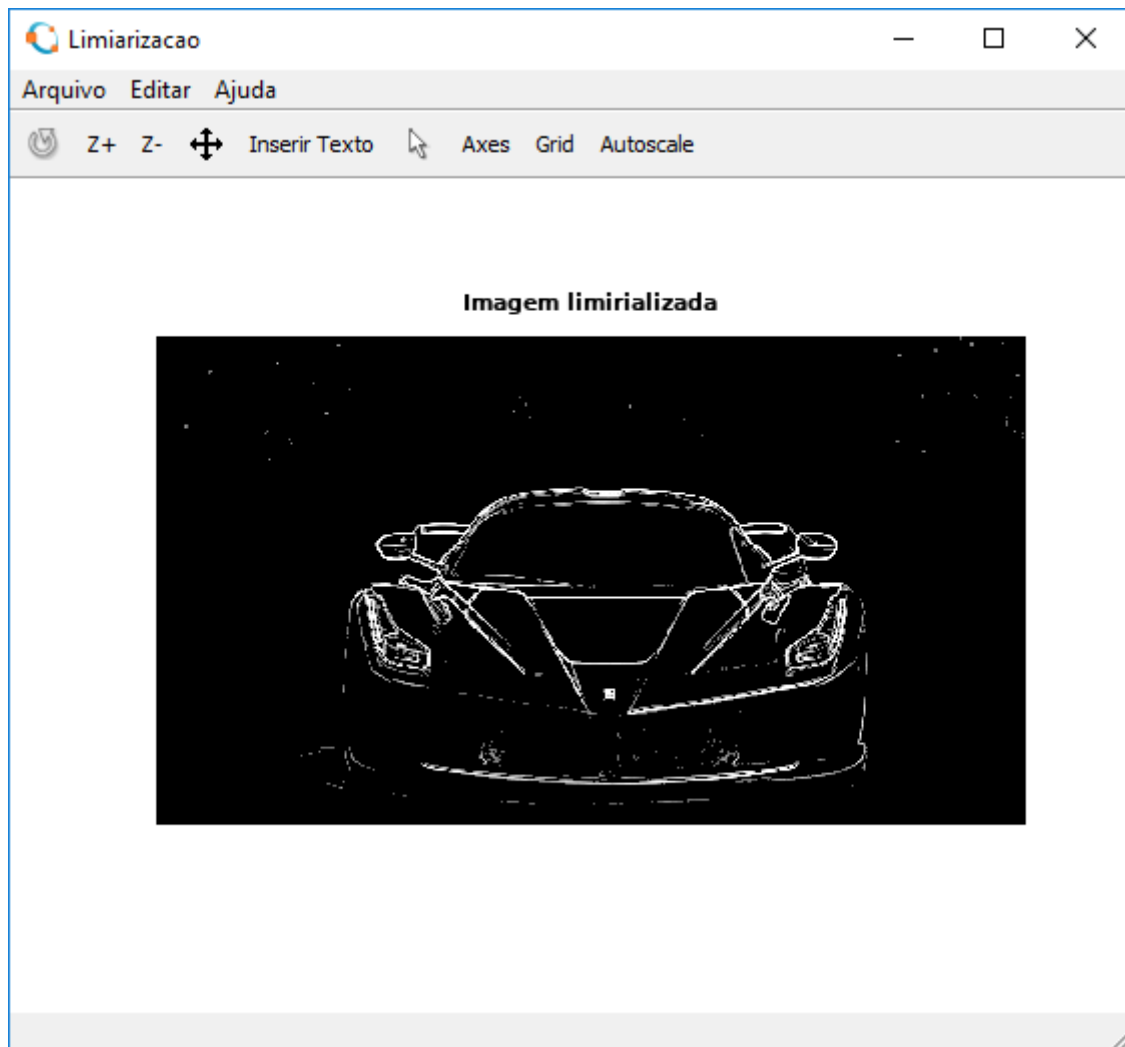 Limiarizacao
Arquivo Editar Ajuda
Z+ Z- Inserir Texto Axes Grid Autoscale
Imagem limirializada